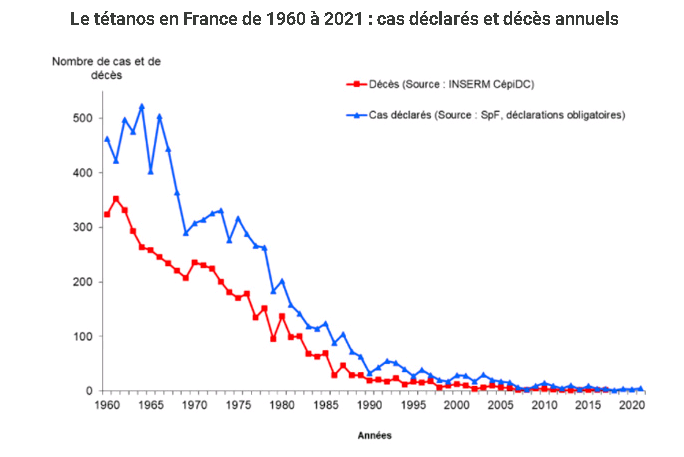 Le tétanos en France de 1960 à 2021 : cas déclarés et décès annuels
Nombre de cas et de
décès
Décès (Source : INSERM CépiDC)
Cas déclarés (Source : SpF, déclarations obligatoires)
500
400
300
200
100
0
1960 1965 1970 1975 1980 1985 1990 1995 2000 2005 2010 2015 2020
Années